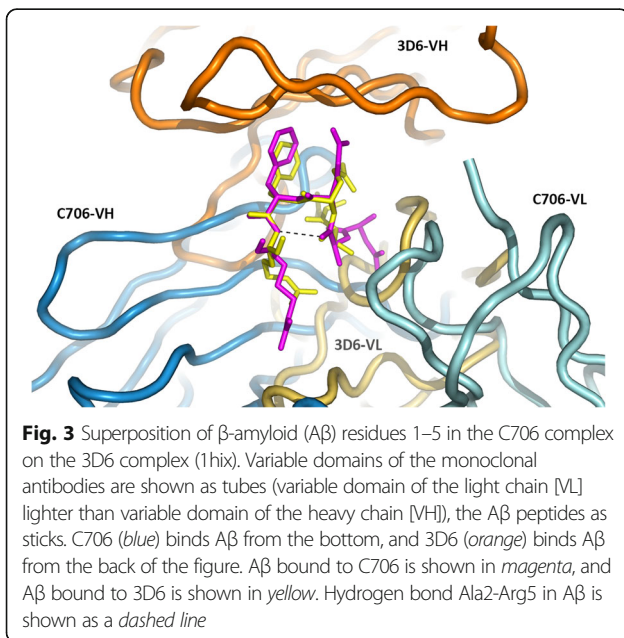 3D6-VH
C706-VH
C706-VL
3D6-VL
Fig. 3 Superposition of β-amyloid (Aβ) residues 1–5 in the C706 complex
on the 3D6 complex (1hix). Variable domains of the monoclonal
antibodies are shown as tubes (variable domain of the light chain [VL]
lighter than variable domain of the heavy chain [VH]), the Aβ peptides as
sticks. C706 (blue) binds Aβ from the bottom, and 3D6 (orange) binds Aβ
from the back of the figure. Aβ bound to C706 is shown in magenta, and
Aβ bound to 3D6 is shown in yellow. Hydrogen bond Ala2-Arg5 in Aβ is
shown as a dashed line